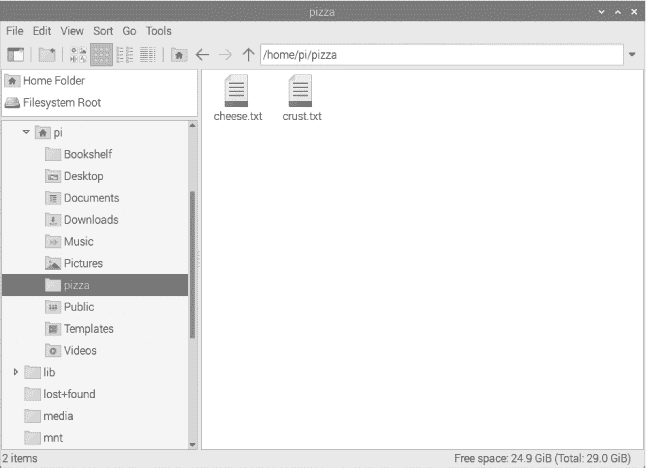 pizza
File Edit View Sort Go Tools
/home/pi/pizza
Home Folder
Filesystem Root
pi
Bookshelf
Desktop
Documents
Downloads
Music
Pictures
pizza
Public
Templates
Videos
lib
lost+found
media
mnt
cheese.txt crust.txt
2 items Free space: 24.9 GiB (Total: 29.0 GiB)